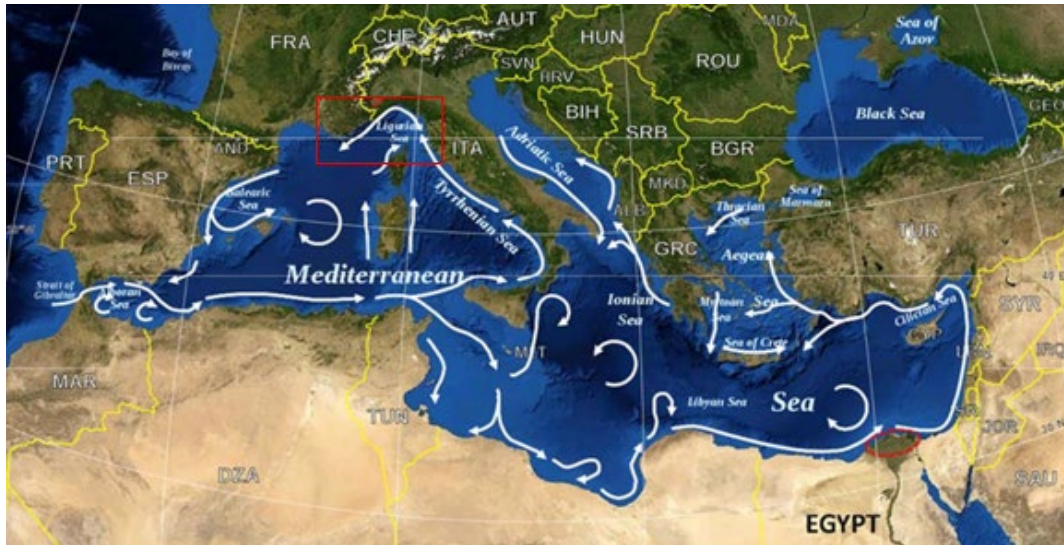 AUT
Sea of
Azov
MDA
HUN
CHE
FRA
Bay of
Biscay
SVN
HRV
ROU
BIH
Black Sea
Ligurian
Sea
SRB
ITA
Adriatic Sea
BGR
PRT
AND
ESP
MKD
Balearic
Sea
ALB
Sea of
Marmara
Thracian
Sea
Tyrrhenian Sea
TUR
GRC
Aegean
Sea
Mediterranean
Strait of
Gibraltar
Alboran
Sea
Ionian
Sea
Myrtoan
Sea
Cilician Sea
SYR
CYP
Sea of Crete
MLT
MAR
TUN
Libyan Sea
Sea
JOR
DZA
SAU
EGYPT